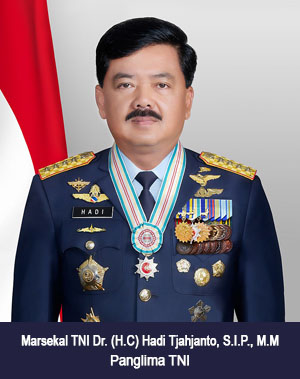 HADI
Marsekal TNI Dr. (H.C) Hadi Tjahjanto, S.I.P., M.M
Panglima TNI